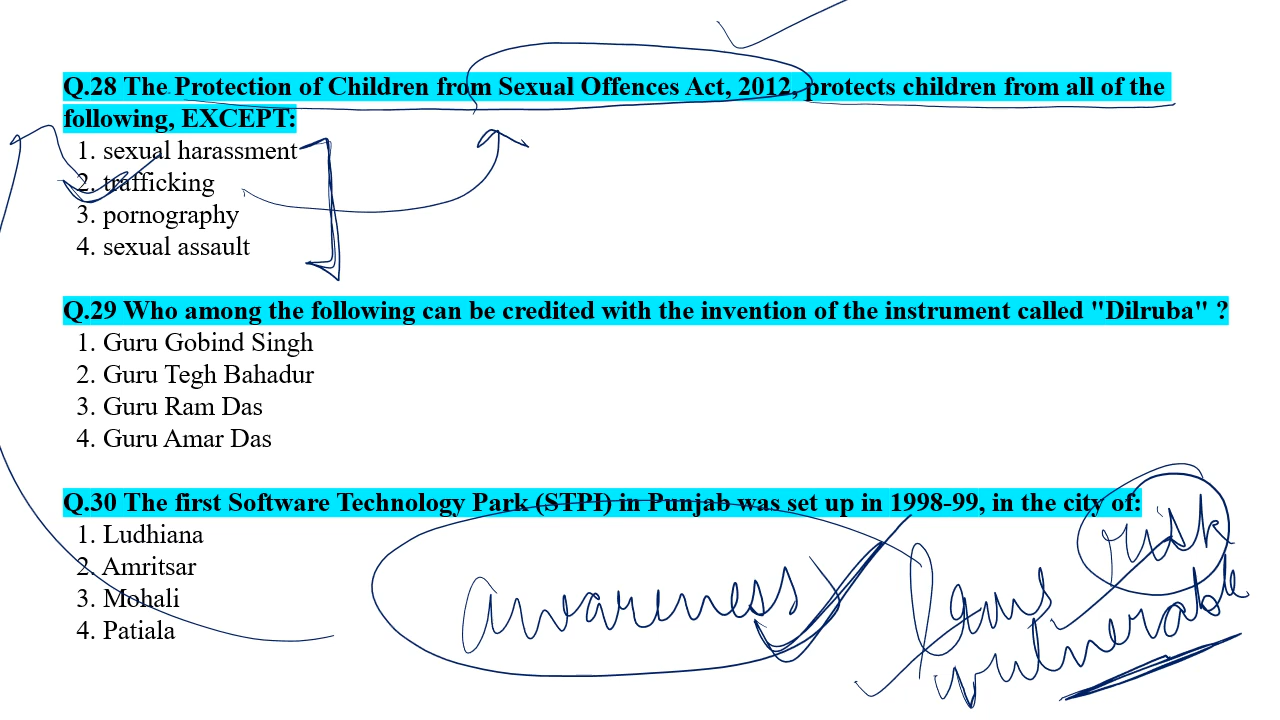 Q.28 The Protection of Children from Sexual Offences Act, 2012, protects children from all of the
following, EXCEPT:
1. sexual harassment
2. trafficking
3. pornography
4. sexual assault
Q.29 Who among the following can be credited with the invention of the instrument called "Dilruba" ?
1. Guru Gobind Singh
2. Guru Tegh Bahadur
3. Guru Ram Das
4. Guru Amar Das
Q.30 The first Software Technology Park (STPI) in Punjab was set up in 1998-99, in the city of:
1. Ludhiana
2. Amritsar
3. Mohali
4. Patiala
risk
awareness
laws
vulnerable